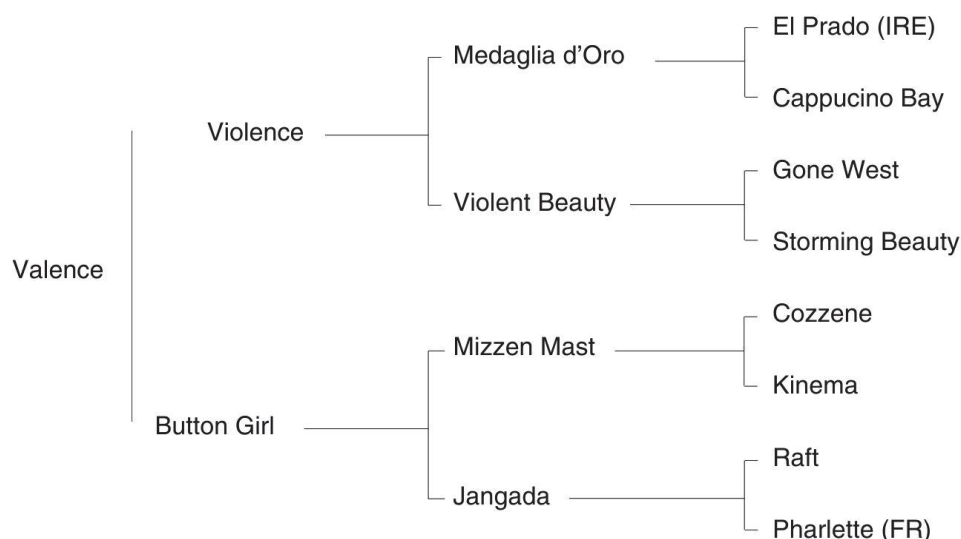 El Prado (IRE)
Medaglia d’Oro
Cappucino Bay
Violence
Gone West
Violent Beauty
Storming Beauty
Valence
Cozzene
Mizzen Mast
Kinema
Button Girl
Raft
Jangada
Pharlette (FR)